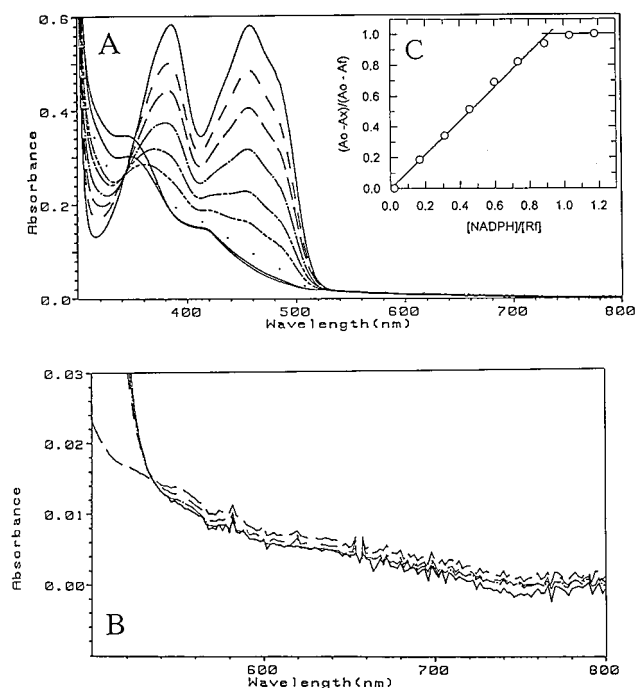 A
0.6
0.4
0.2
0.0
Absorbance
400
500
600
700
800
Wavelength(nm)
C
1.0
0.8
0.6
0.4
0.2
0.0
(Ao -Ax)/(Ao - Af)
0.0 0.2 0.4 0.6 0.8 1.0 1.2
[NADPH]/[Rf]
B
0.03
0.02
0.01
0.00
Absorbance
600
700
800
Wavelength(nm)